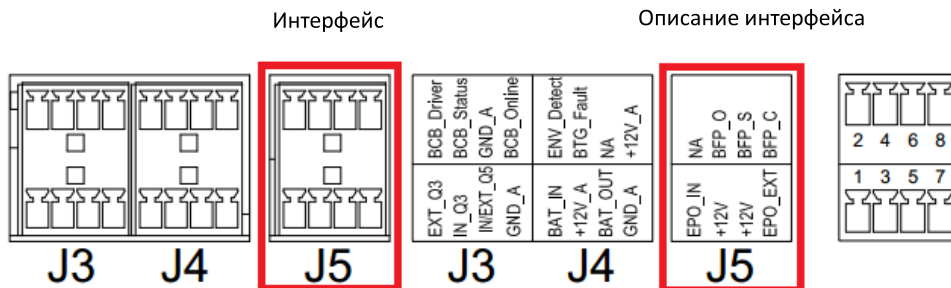 Интерфейс
Описание интерфейса
BCB_Driver
BCB_Status
GND_A
BCB_Online
ENV_Detect
BTG_Fault
NA
+12V_A
NA
BFP_O
BFP_S
BFP_C
2 4 6 8
EXT_Q3
IN_Q3
IN/EXT_Q5
GND_A
BAT_IN
+12V_A
BAT_OUT
GND_A
EPO_IN
+12V
+12V
EPO_EXT
1 3 5 7
J3 J4 J5 J3 J4 J5